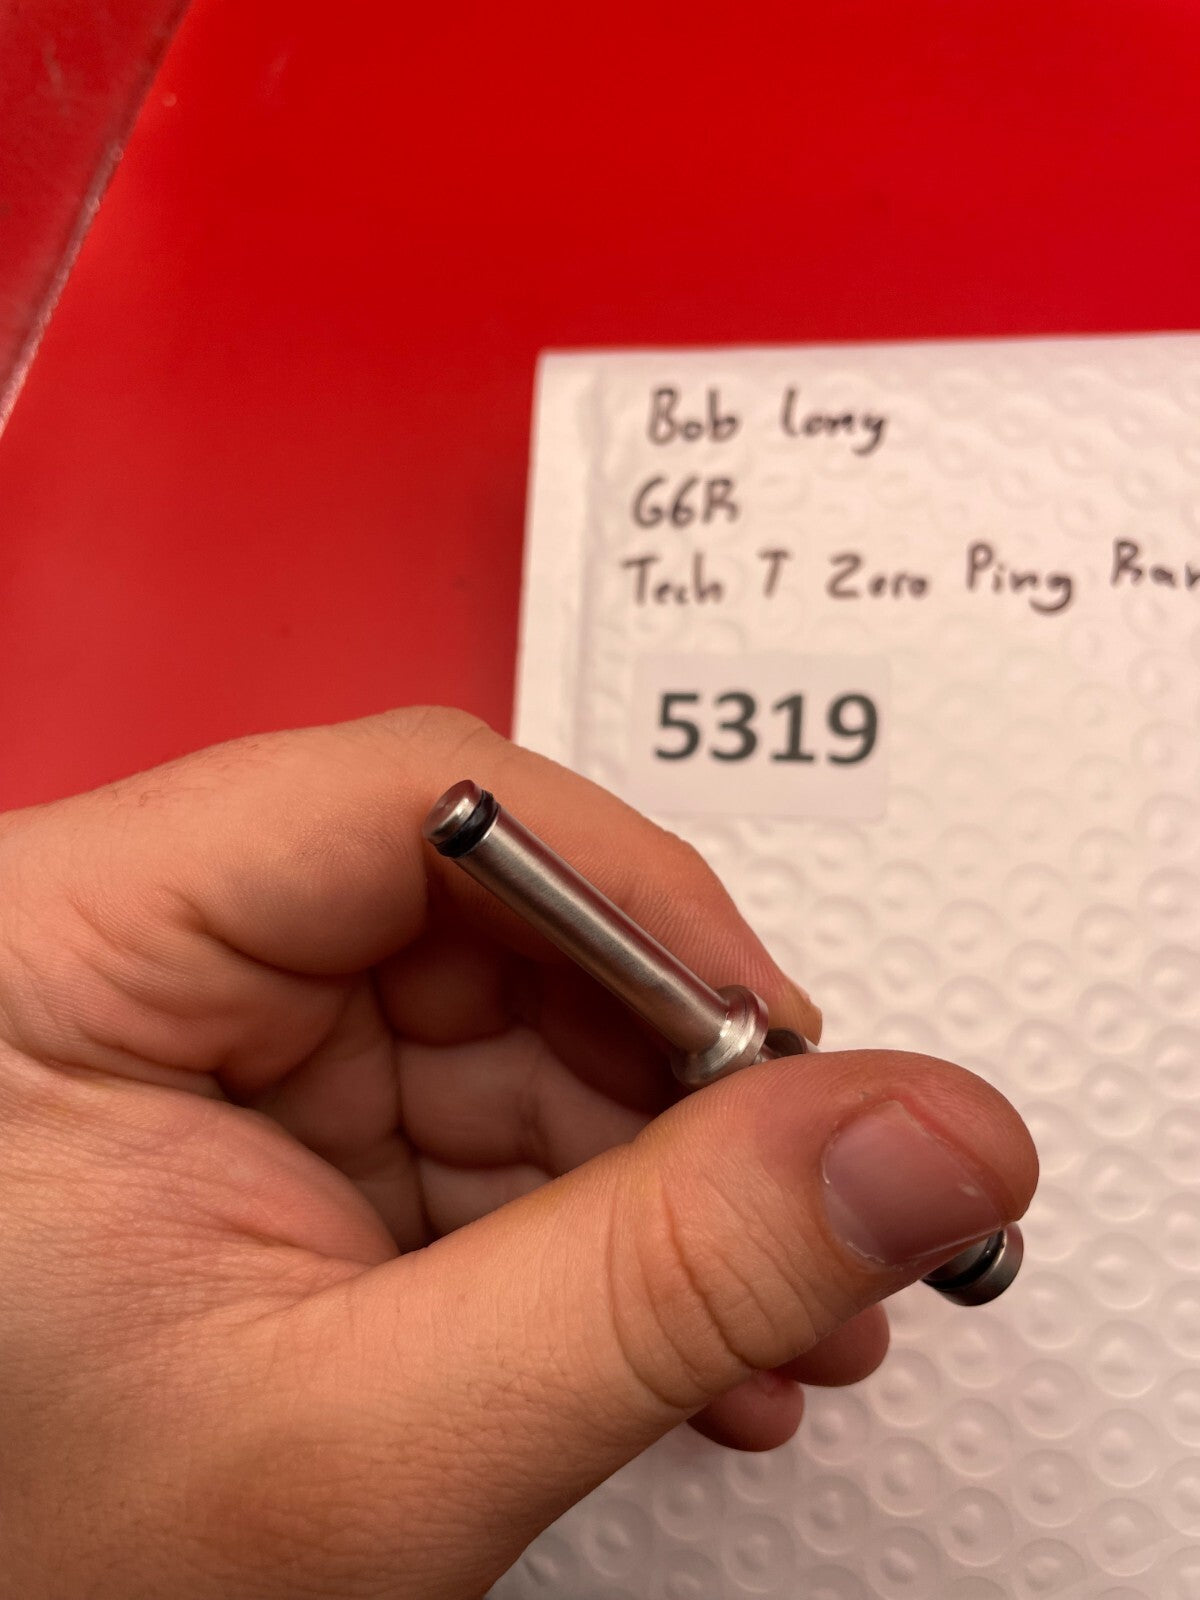 Bob Long
G6R
Tech T Zero Ping
5319